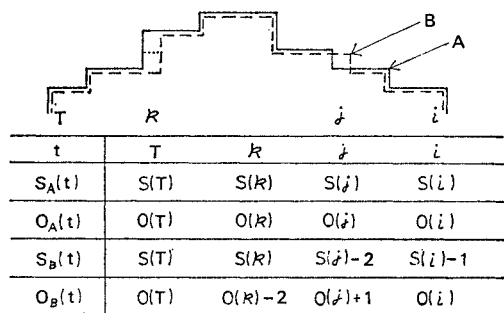 B
A
T k j i
t T k j i
S_A(t) S(T) S(k) S(j) S(i)
O_A(t) O(T) O(k) O(j) O(i)
S_B(t) S(T) S(k) S(j)-2 S(i)-1
O_B(t) O(T) O(k)-2 O(j)+1 O(i)